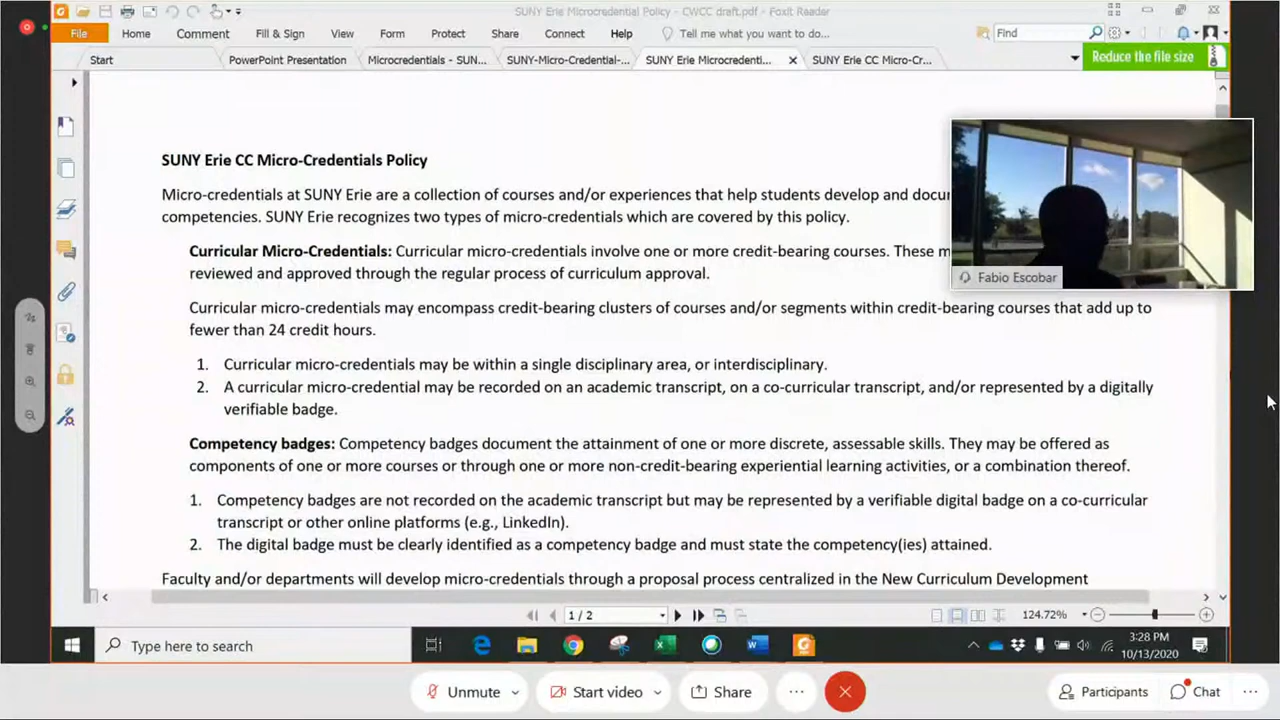 SUNY Erie Microcredential Policy - CWCC draft.pdf - Foxit Reader
File Home Comment Fill & Sign View Form Protect Share Connect Help Tell me what you want to do... Find
Start PowerPoint Presentation Microcredentials - SUN... SUNY-Micro-Credential-... SUNY Erie Microcredenti... SUNY Erie CC Micro-Cr...
Reduce the file size
SUNY Erie CC Micro-Credentials Policy
Micro-credentials at SUNY Erie are a collection of courses and/or experiences that help students develop and docu
competencies. SUNY Erie recognizes two types of micro-credentials which are covered by this policy.
Curricular Micro-Credentials: Curricular micro-credentials involve one or more credit-bearing courses. These m
reviewed and approved through the regular process of curriculum approval.
Fabio Escobar
Curricular micro-credentials may encompass credit-bearing clusters of courses and/or segments within credit-bearing courses that add up to
fewer than 24 credit hours.
1. Curricular micro-credentials may be within a single disciplinary area, or interdisciplinary.
2. A curricular micro-credential may be recorded on an academic transcript, on a co-curricular transcript, and/or represented by a digitally
verifiable badge.
Competency badges: Competency badges document the attainment of one or more discrete, assessable skills. They may be offered as
components of one or more courses or through one or more non-credit-bearing experiential learning activities, or a combination thereof.
1. Competency badges are not recorded on the academic transcript but may be represented by a verifiable digital badge on a co-curricular
transcript or other online platforms (e.g., LinkedIn).
2. The digital badge must be clearly identified as a competency badge and must state the competency(ies) attained.
Faculty and/or departments will develop micro-credentials through a proposal process centralized in the New Curriculum Development
1 / 2 124.72%
Type here to search
3:28 PM
10/13/2020
Unmute Start video Share Participants Chat